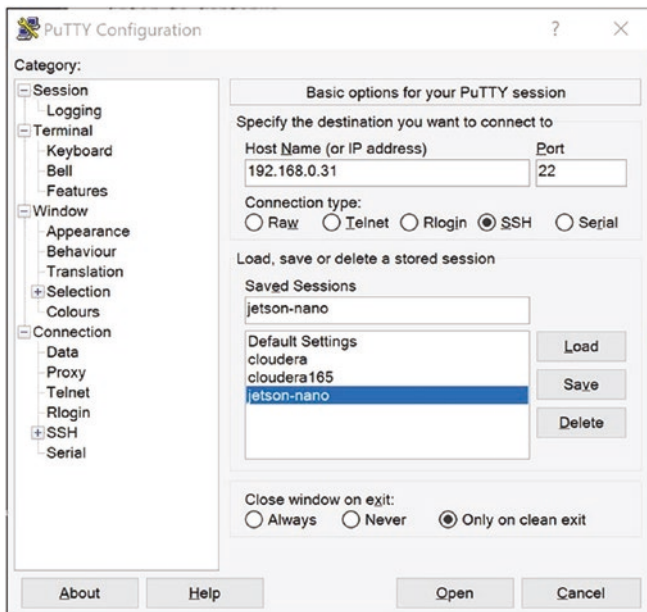 PuTTY Configuration
Category:
Session
Logging
Terminal
Keyboard
Bell
Features
Window
Appearance
Behaviour
Translation
Selection
Colours
Connection
Data
Proxy
Telnet
Rlogin
SSH
Serial
Basic options for your PuTTY session
Specify the destination you want to connect to
Host Name (or IP address) Port
192.168.0.31 22
Connection type:
Raw Telnet Rlogin SSH Serial
Load, save or delete a stored session
Saved Sessions
jetson-nano
Default Settings
cloudera
cloudera165
jetson-nano
Load
Save
Delete
Close window on exit:
Always Never Only on clean exit
About Help Open Cancel